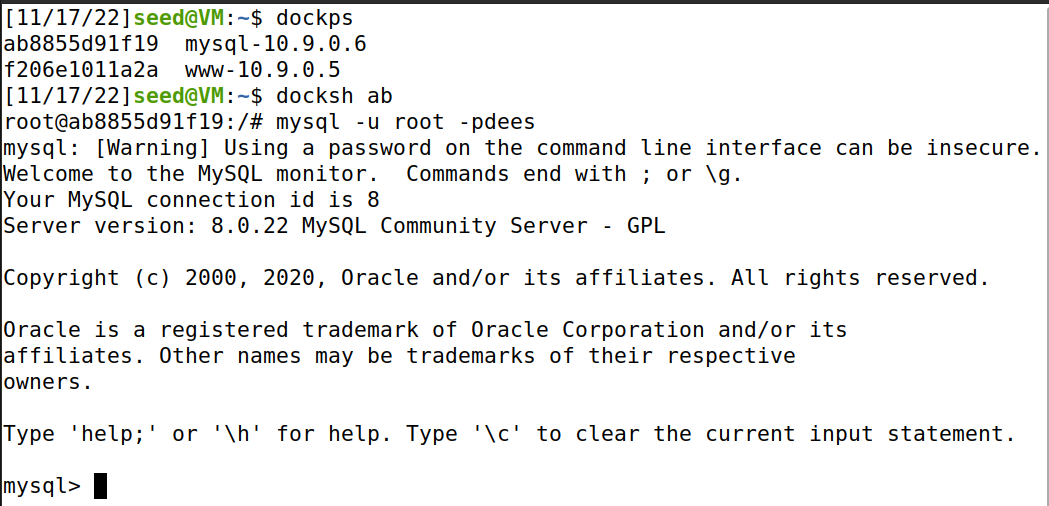 [11/17/22]seed@VM:~$ dockps
ab8855d91f19  mysql-10.9.0.6
f206e1011a2a  www-10.9.0.5
[11/17/22]seed@VM:~$ docksh ab
root@ab8855d91f19:/# mysql -u root -pdees
mysql: [Warning] Using a password on the command line interface can be insecure.
Welcome to the MySQL monitor.  Commands end with ; or \g.
Your MySQL connection id is 8
Server version: 8.0.22 MySQL Community Server - GPL

Copyright (c) 2000, 2020, Oracle and/or its affiliates. All rights reserved.

Oracle is a registered trademark of Oracle Corporation and/or its
affiliates. Other names may be trademarks of their respective
owners.

Type 'help;' or '\h' for help. Type '\c' to clear the current input statement.

mysql>